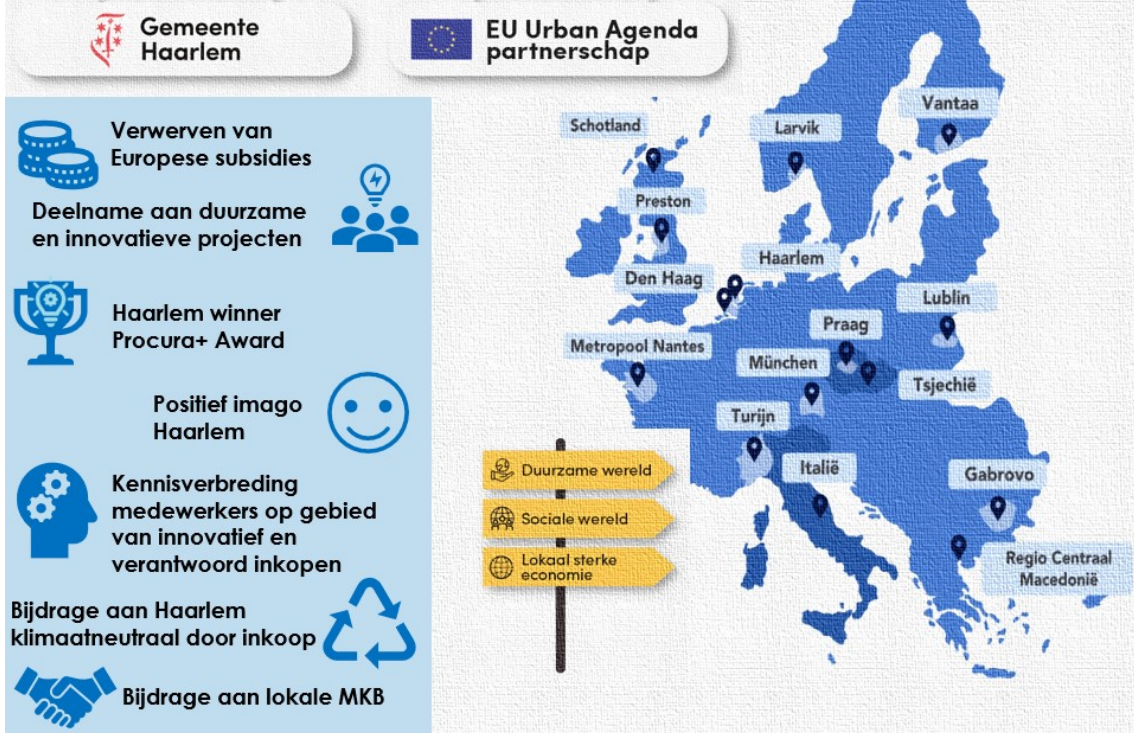 Gemeente
Haarlem
EU Urban Agenda
partnerschap
Verwerven van
Europese subsidies
Deelname aan duurzame
en innovatieve projecten
Haarlem winner
Procura+ Award
Positief imago
Haarlem
Kennisverbreding
medewerkers op gebied
van innovatief en
verantwoord inkopen
Bijdrage aan Haarlem
klimaatneutraal door inkoop
Bijdrage aan lokale MKB
Vantaa
Schotland
Larvik
Preston
Haarlem
Den Haag
Lublin
Praag
Metropool Nantes
München
Tsjechië
Turijn
Italië
Gabrovo
Regio Centraal
Macedonië
Duurzame wereld
Sociale wereld
Lokaal sterke
economie